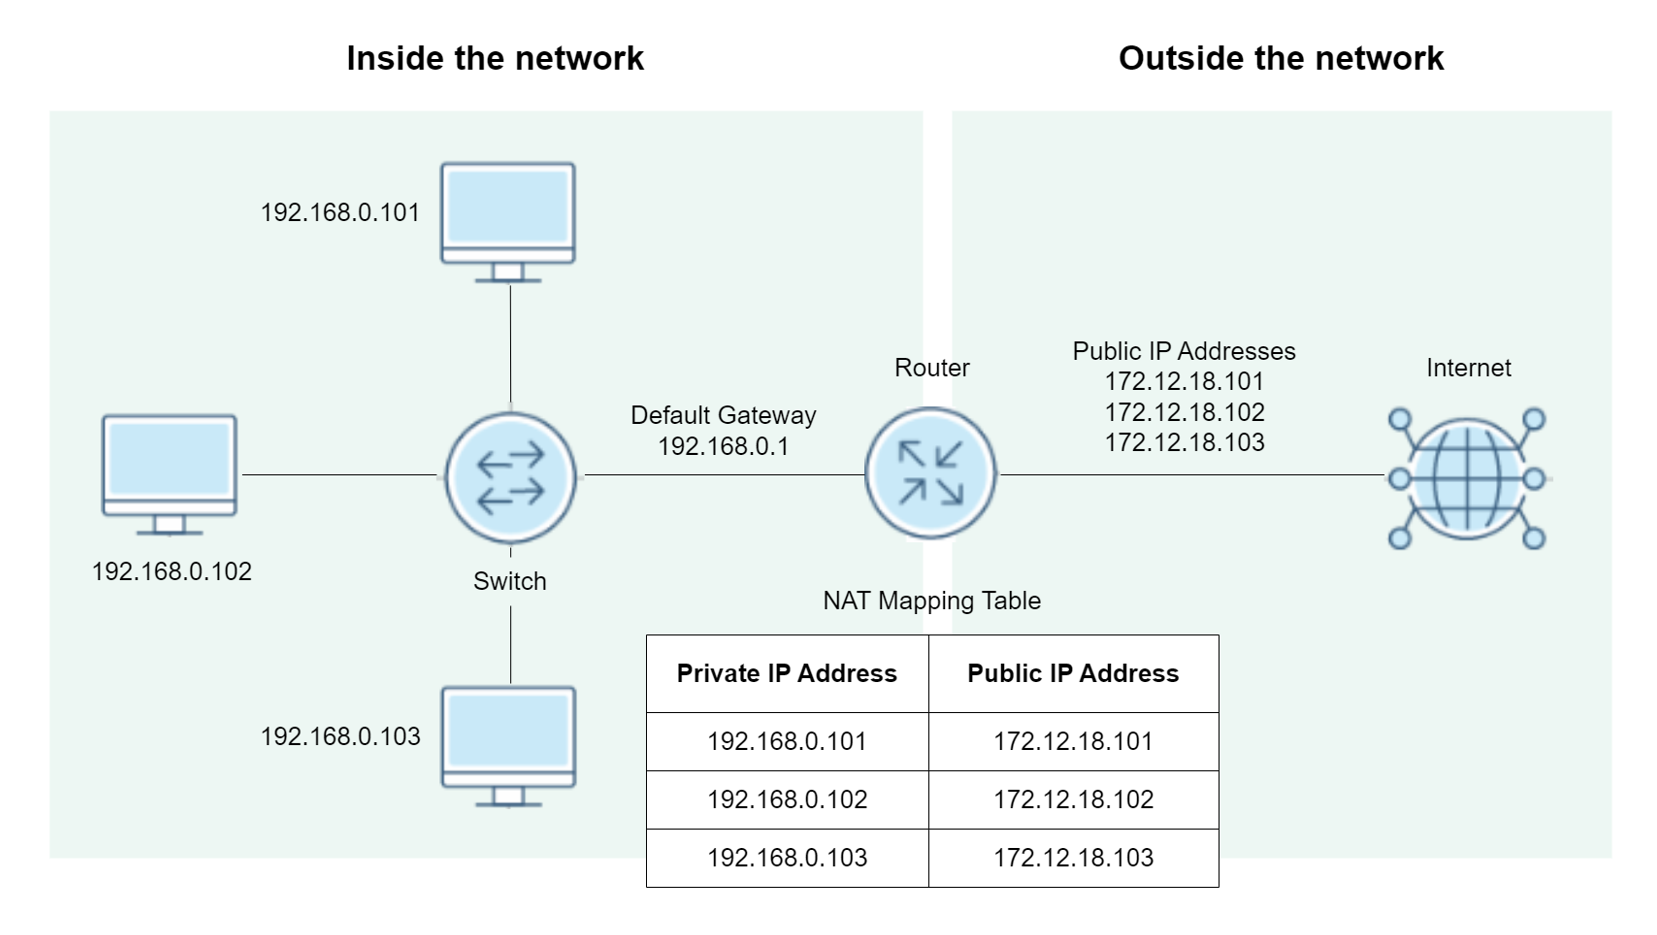 Inside the network
Outside the network
192.168.0.101
Router
Public IP Addresses
172.12.18.101
172.12.18.102
172.12.18.103
Internet
Default Gateway
192.168.0.1
192.168.0.102
Switch
192.168.0.103
NAT Mapping Table
Private IP Address Public IP Address
192.168.0.101 172.12.18.101
192.168.0.102 172.12.18.102
192.168.0.103 172.12.18.103